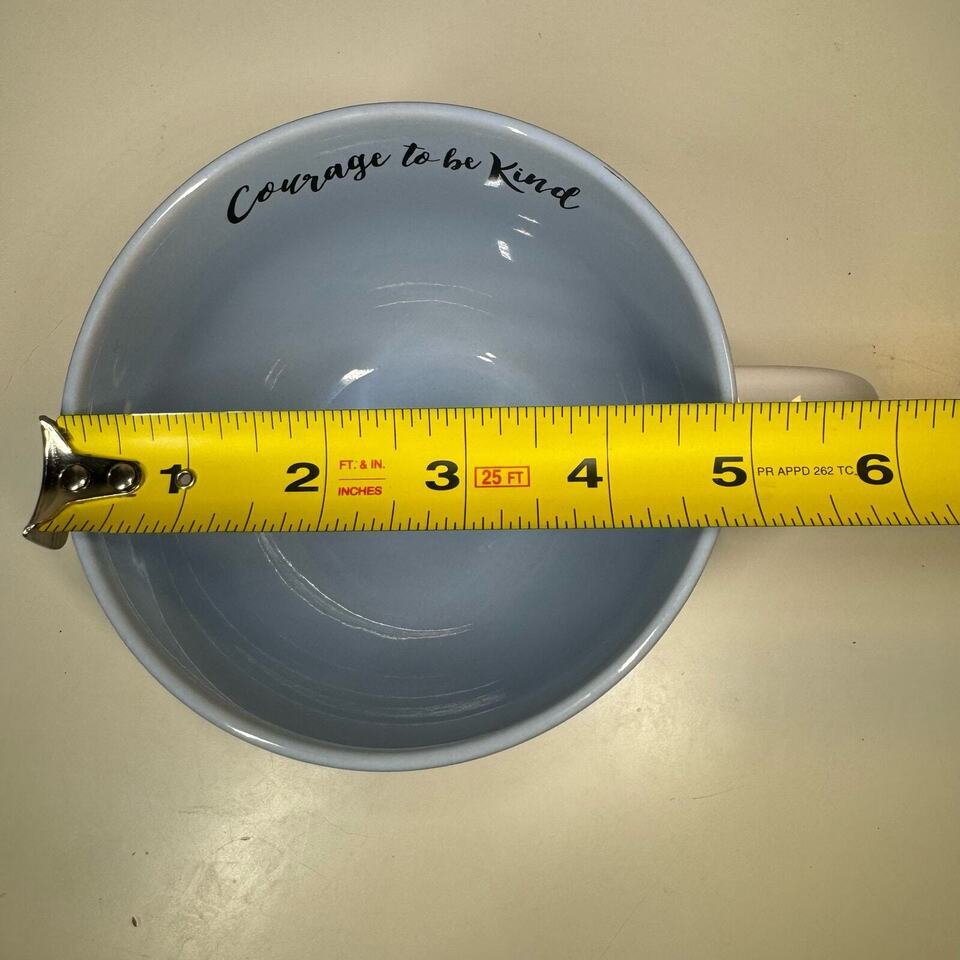 Courage to be Kind
1 2 FT. & IN. 3 25 FT 4 5 PR APPD 262 TC. 6
INCHES